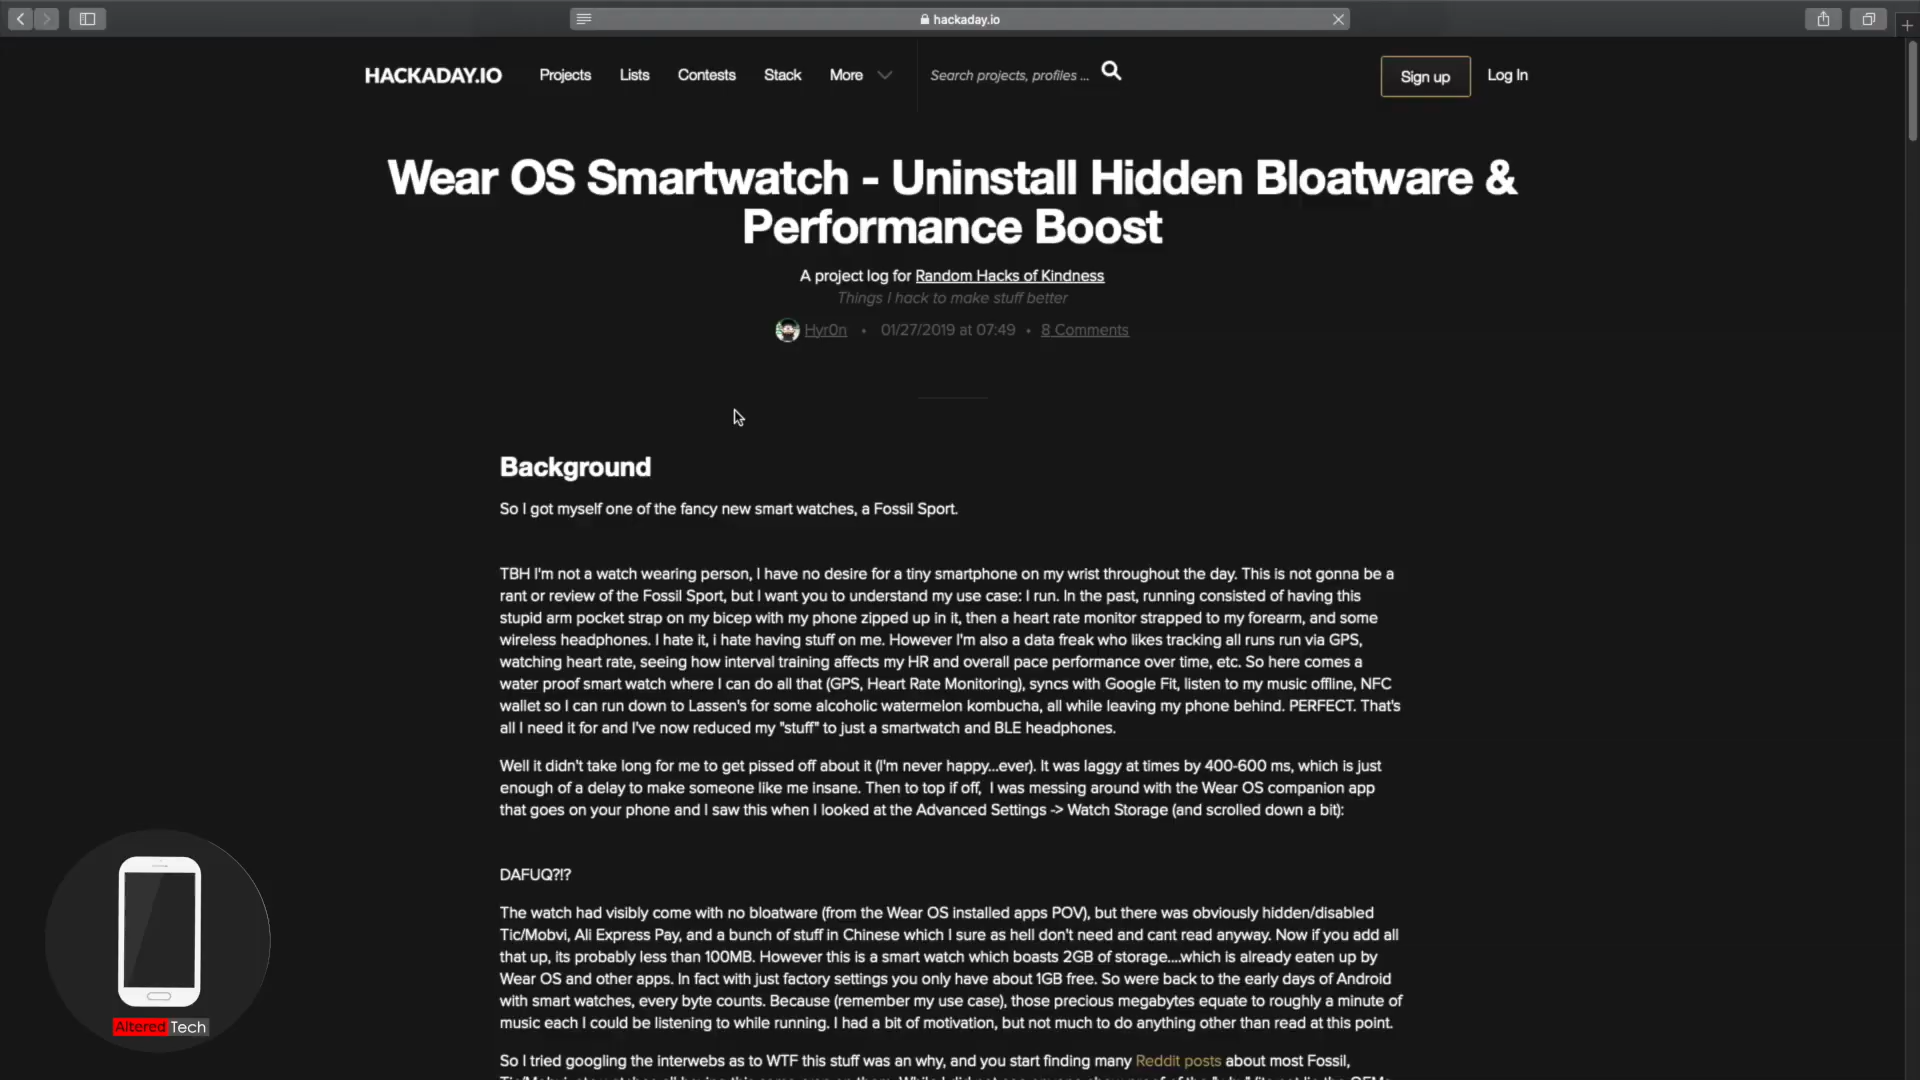 hackaday.io
HACKADAY.IO Projects Lists Contests Stack More Search projects, profiles ... Sign up Log In
Wear OS Smartwatch - Uninstall Hidden Bloatware &
Performance Boost
A project log for Random Hacks of Kindness
Things I hack to make stuff better
Hyr0n • 01/27/2019 at 07:49 • 8 Comments
Background
So I got myself one of the fancy new smart watches, a Fossil Sport.
TBH I'm not a watch wearing person, I have no desire for a tiny smartphone on my wrist throughout the day. This is not gonna be a
rant or review of the Fossil Sport, but I want you to understand my use case: I run. In the past, running consisted of having this
stupid arm pocket strap on my bicep with my phone zipped up in it, then a heart rate monitor strapped to my forearm, and some
wireless headphones. I hate it, i hate having stuff on me. However I'm also a data freak who likes tracking all runs run via GPS,
watching heart rate, seeing how interval training affects my HR and overall pace performance over time, etc. So here comes a
water proof smart watch where I can do all that (GPS, Heart Rate Monitoring), syncs with Google Fit, listen to my music offline, NFC
wallet so I can run down to Lassen's for some alcoholic watermelon kombucha, all while leaving my phone behind. PERFECT. That's
all I need it for and I've now reduced my "stuff" to just a smartwatch and BLE headphones.
Well it didn't take long for me to get pissed off about it (I'm never happy...ever). It was laggy at times by 400-600 ms, which is just
enough of a delay to make someone like me insane. Then to top if off,  I was messing around with the Wear OS companion app
that goes on your phone and I saw this when I looked at the Advanced Settings -> Watch Storage (and scrolled down a bit):
DAFUQ?!?
The watch had visibly come with no bloatware (from the Wear OS installed apps POV), but there was obviously hidden/disabled
Tic/Mobvi, Ali Express Pay, and a bunch of stuff in Chinese which I sure as hell don't need and cant read anyway. Now if you add all
that up, its probably less than 100MB. However this is a smart watch which boasts 2GB of storage....which is already eaten up by
Wear OS and other apps. In fact with just factory settings you only have about 1GB free. So were back to the early days of Android
with smart watches, every byte counts. Because (remember my use case), those precious megabytes equate to roughly a minute of
music each I could be listening to while running. I had a bit of motivation, but not much to do anything other than read at this point.
So I tried googling the interwebs as to WTF this stuff was an why, and you start finding many Reddit posts about most Fossil,
Altered Tech